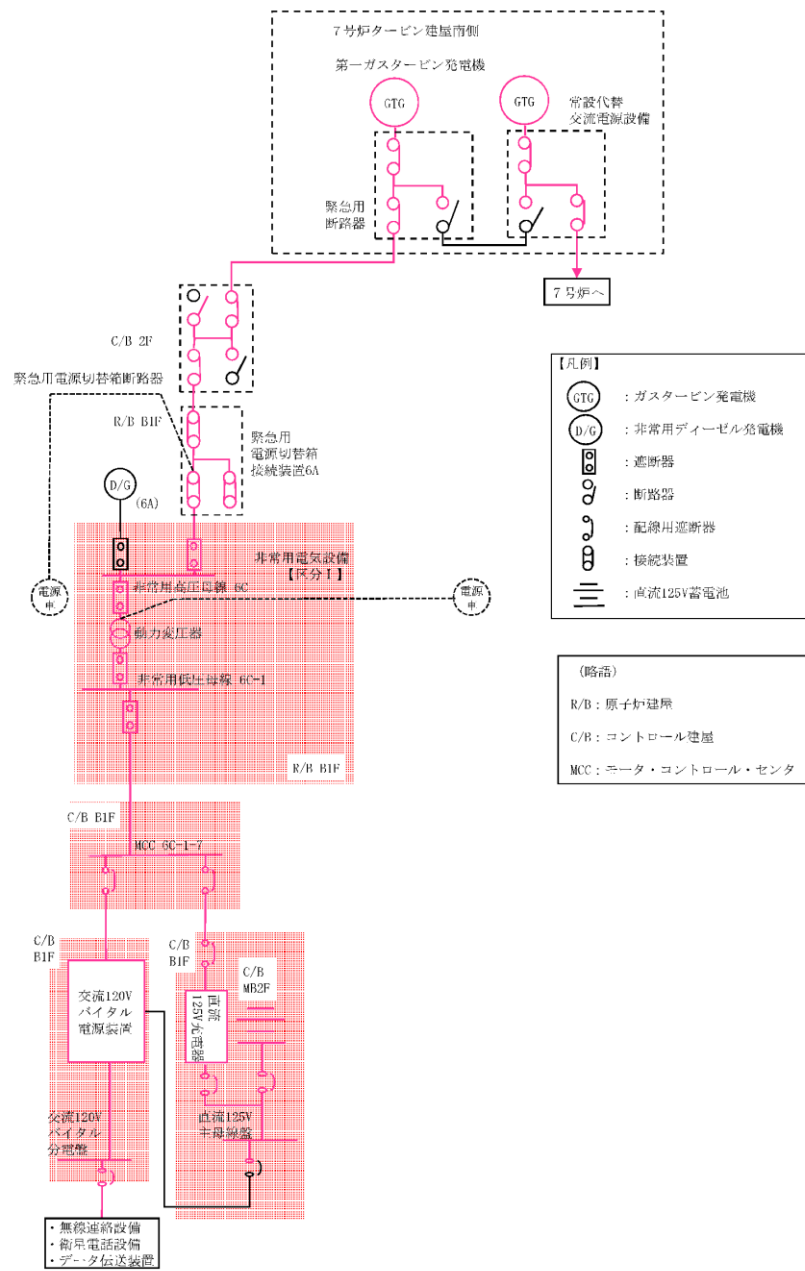 7号炉タービン建屋南側
第一ガスタービン発電機
GTG
GTG
常設代替
交流電源設備
緊急用
断路器
7号炉へ
C/B 2F
緊急用電源切替箱断路器
R/B B1F
緊急用
電源切替箱
接続装置6A
D/G
(6A)
非常用電気設備
【区分Ⅰ】
電源
車
非常用高圧母線 6C
電源
車
動力変圧器
非常用低圧母線 6C-1
R/B B1F
C/B B1F
MCC 6C-1-7
C/B
B1F
C/B
B1F
C/B
MB2F
交流120V
バイタル
電源装置
直流
125V充電器
交流120V
バイタル
分電盤
直流125V
主母線盤
・無線連絡設備
・衛星電話設備
・データ伝送装置
【凡例】
GTG :ガスタービン発電機
D/G :非常用ディーゼル発電機
:遮断器
:断路器
:配線用遮断器
:接続装置
:直流125V蓄電池
(略語)
R/B:原子炉建屋
C/B:コントロール建屋
MCC:モータ・コントロール・センタ